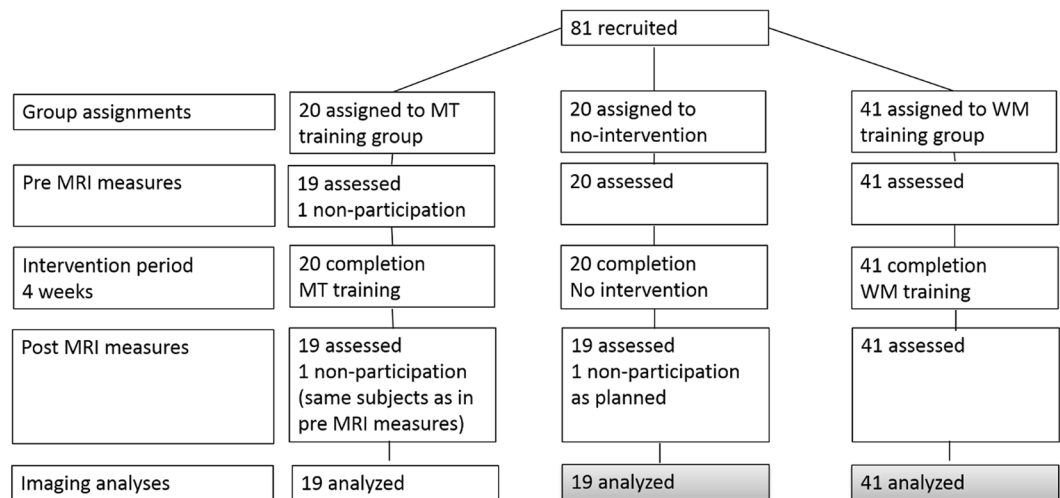 81 recruited
Group assignments
20 assigned to MT
training group
20 assigned to
no-intervention
41 assigned to WM
training group
Pre MRI measures
19 assessed
1 non-participation
20 assessed
41 assessed
Intervention period
4 weeks
20 completion
MT training
20 completion
No intervention
41 completion
WM training
Post MRI measures
19 assessed
1 non-participation
(same subjects as in
pre MRI measures)
19 assessed
1 non-participation
as planned
41 assessed
Imaging analyses
19 analyzed
19 analyzed
41 analyzed